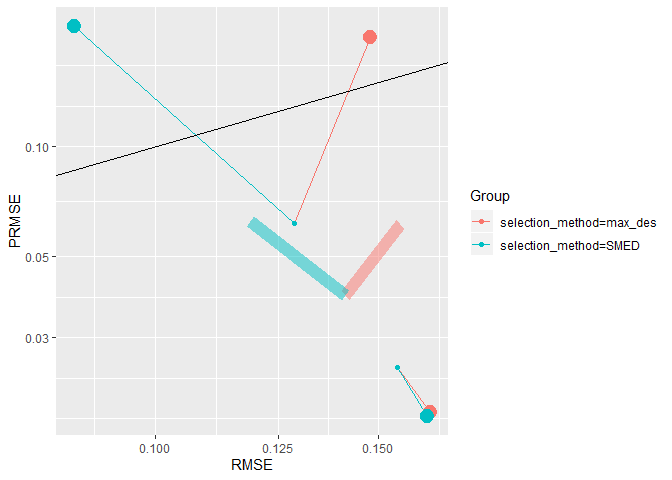 0.10
0.05
0.03
PRMSE
0.100
0.125
0.150
RMSE
Group
selection_method=max_des
selection_method=SMED